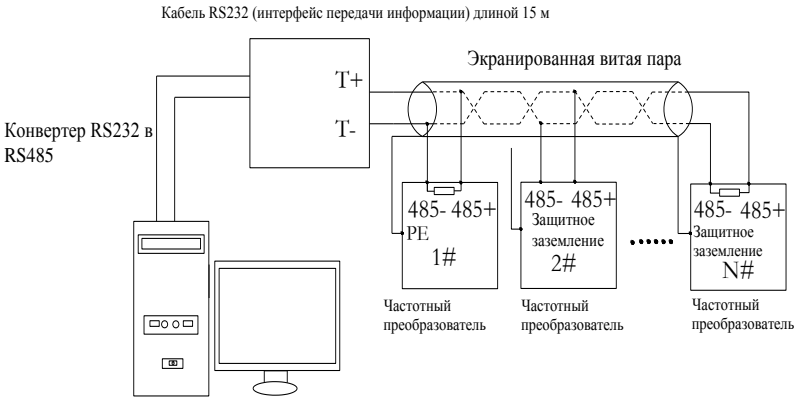 Кабель RS232 (интерфейс передачи информации) длиной 15 м
Экранированная витая пара
T+
T-
Конвертер RS232 в
RS485
485- 485+
PE
1#
485- 485+
Защитное
заземление
2#
485- 485+
Защитное
заземление
N#
Частотный
преобразователь
Частотный
преобразователь
Частотный
преобразователь